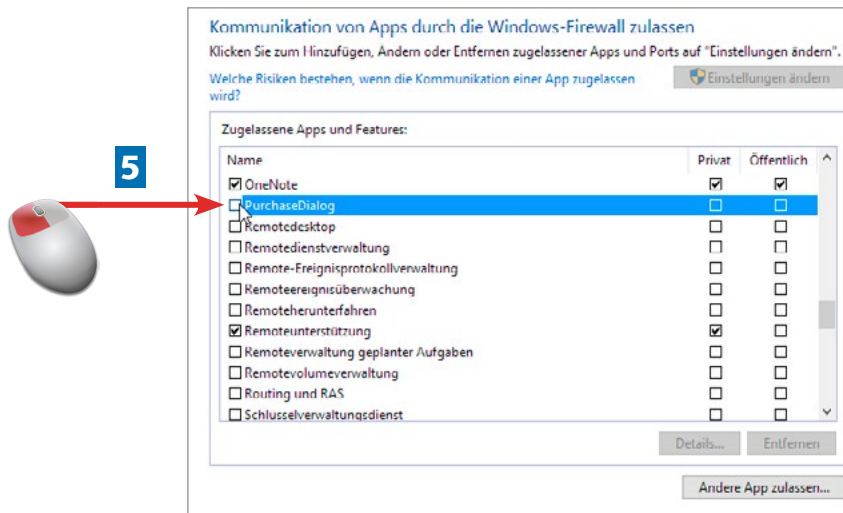 Kommunikation von Apps durch die Windows-Firewall zulassen
Klicken Sie zum Hinzufügen, Ändern oder Entfernen zugelassener Apps und Ports auf "Einstellungen ändern".
Welche Risiken bestehen, wenn die Kommunikation einer App zugelassen
wird?
Einstellungen ändern
Zugelassene Apps und Features:
Name Privat Öffentlich
OneNote
5
PurchaseDialog
Remotedesktop
Remotedienstverwaltung
Remote-Ereignisprotokollverwaltung
Remoteereignisüberwachung
Remoteherunterfahren
Remoteunterstützung
Remoteverwaltung geplanter Aufgaben
Remotevolumeverwaltung
Routing und RAS
Schlüsselverwaltungsdienst
Details... Entfernen
Andere App zulassen...